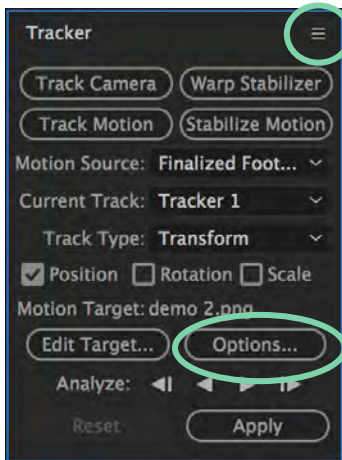 Tracker
Track Camera Warp Stabilizer
Track Motion Stabilize Motion
Motion Source: Finalized Foot...
Current Track: Tracker 1
Track Type: Transform
Position Rotation Scale
Motion Target: demo 2.png
Edit Target... Options...
Analyze:
Reset Apply